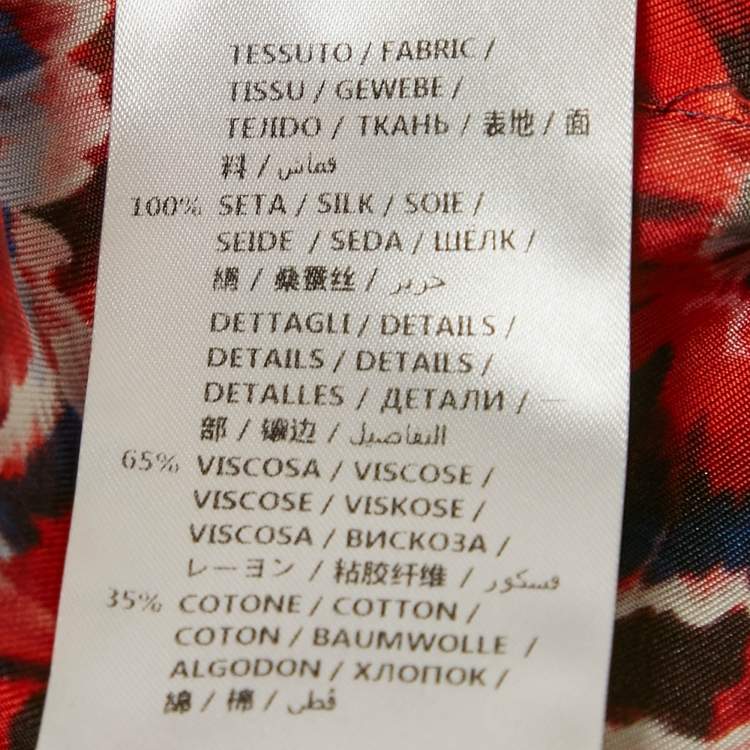 TESSUTO / FABRIC /
TISSU / GEWEBE /
TEJIDO / ТКАНЬ / 表地 / 面
料 / قماش
100% SETA / SILK / SOIE /
SEIDE / SEDA / ШЕЛК /
絹 / 桑蚕丝 / حرير
DETTAGLI / DETAILS /
DETAILS / DETAILS /
DETALLES / ДЕТАЛИ / 一
部 / 镶边 / التفاصيل
65% VISCOSA / VISCOSE /
VISCOSE / VISKOSE /
VISCOSA / ВИСКОЗА /
レーヨン / 粘胶纤维 / فسكور
35% COTONE / COTTON /
COTON / BAUMWOLLE /
ALGODON / ХЛОПОК /
綿 / 棉 / قطن